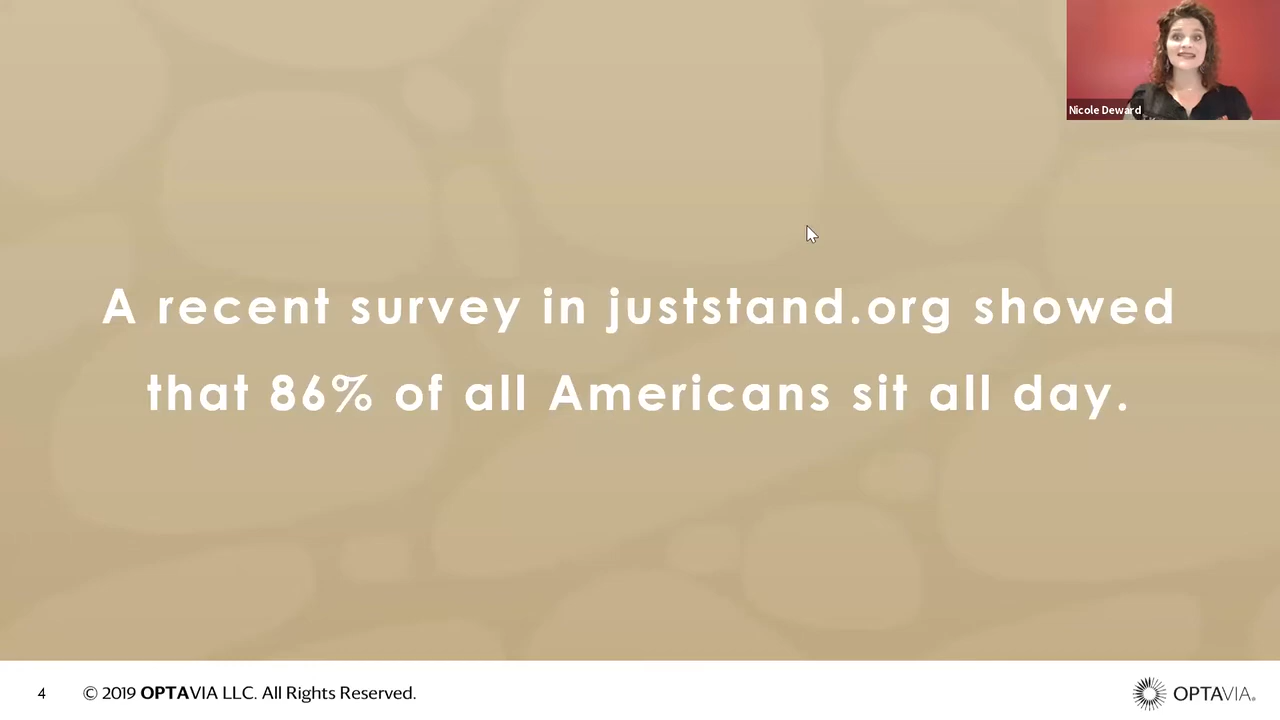 Nicole Deward
A recent survey in juststand.org showed
that 86% of all Americans sit all day.
4
© 2019 OPTAVIA LLC. All Rights Reserved.
OPTAVIA®